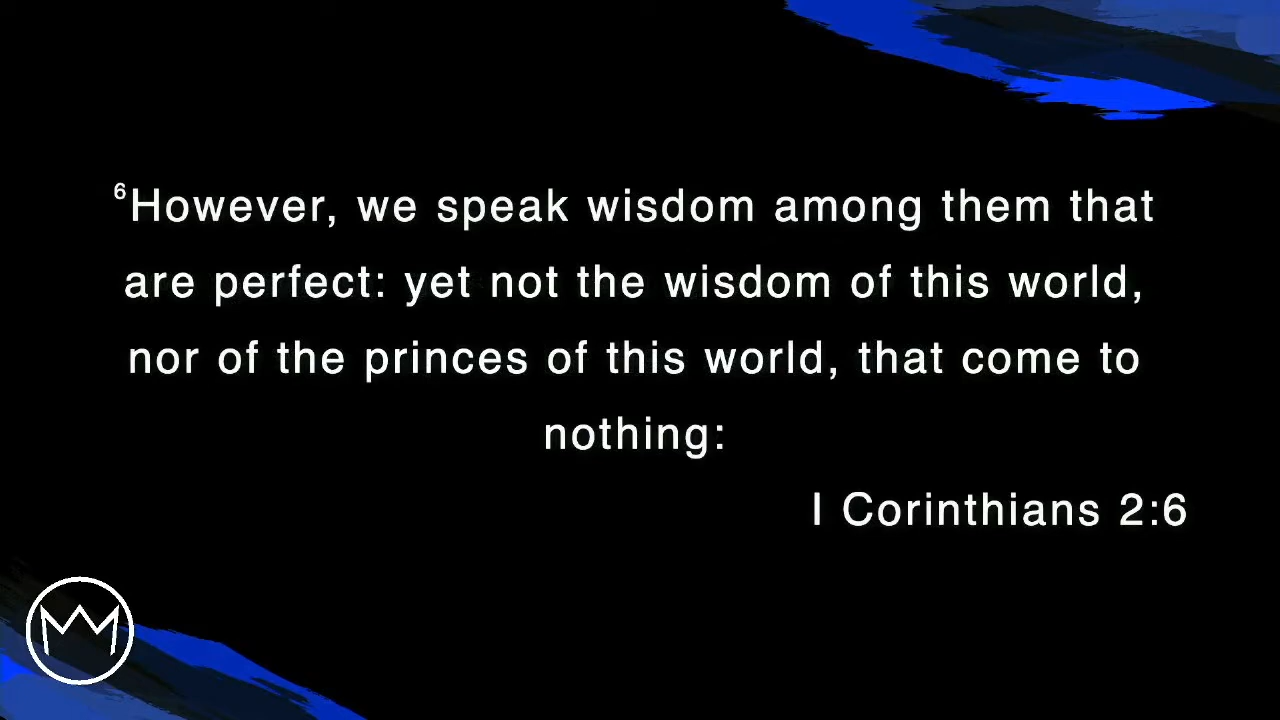 ⁶However, we speak wisdom among them that
are perfect: yet not the wisdom of this world,
nor of the princes of this world, that come to
nothing:
I Corinthians 2:6